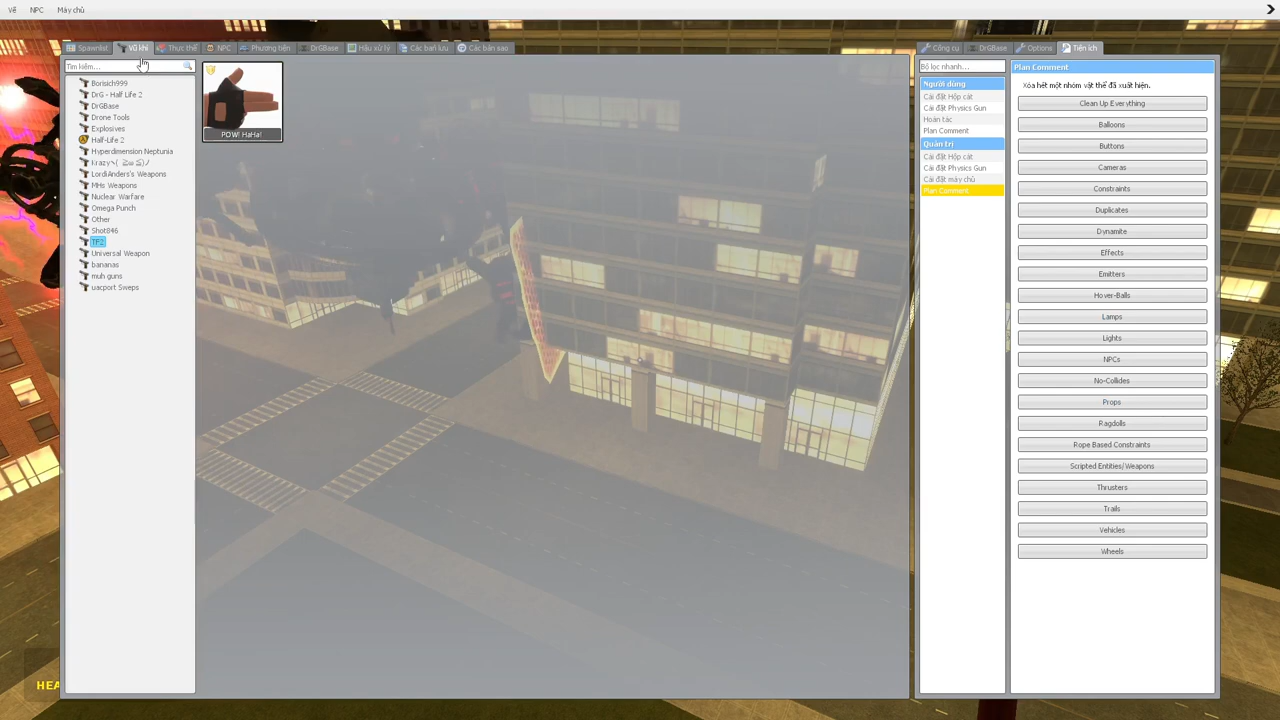 Vẽ NPC Máy chủ
Spawnlist Vũ khí Thực thể NPC Phương tiện DrGBase Hậu xử lý Các bản lưu Các bản sao
Công cụ DrGBase Options Tiện ích
Tìm kiếm...
Borisich999
DrG - Half Life 2
DrGBase
Drone Tools
Explosives
Half-Life 2
Hyperdimension Neptunia
LordiAnders's Weapons
MHs Weapons
Nuclear Warfare
Omega Punch
Other
Shot846
TF2
Universal Weapon
bananas
muh guns
uacport Sweps
POW! HaHa!
Bộ lọc nhanh...
Người dùng
Cài đặt Hộp cát
Cài đặt Physics Gun
Hoàn tác
Plan Comment
Quản trị
Cài đặt Hộp cát
Cài đặt Physics Gun
Cài đặt máy chủ
Plan Comment
Plan Comment
Xóa hết một nhóm vật thể đã xuất hiện.
Clean Up Everything
Balloons
Buttons
Cameras
Constraints
Duplicates
Dynamite
Effects
Emitters
Hover-Balls
Lamps
Lights
NPCs
No-Collides
Props
Ragdolls
Rope Based Constraints
Scripted Entities/Weapons
Thrusters
Trails
Vehicles
Wheels
HEA